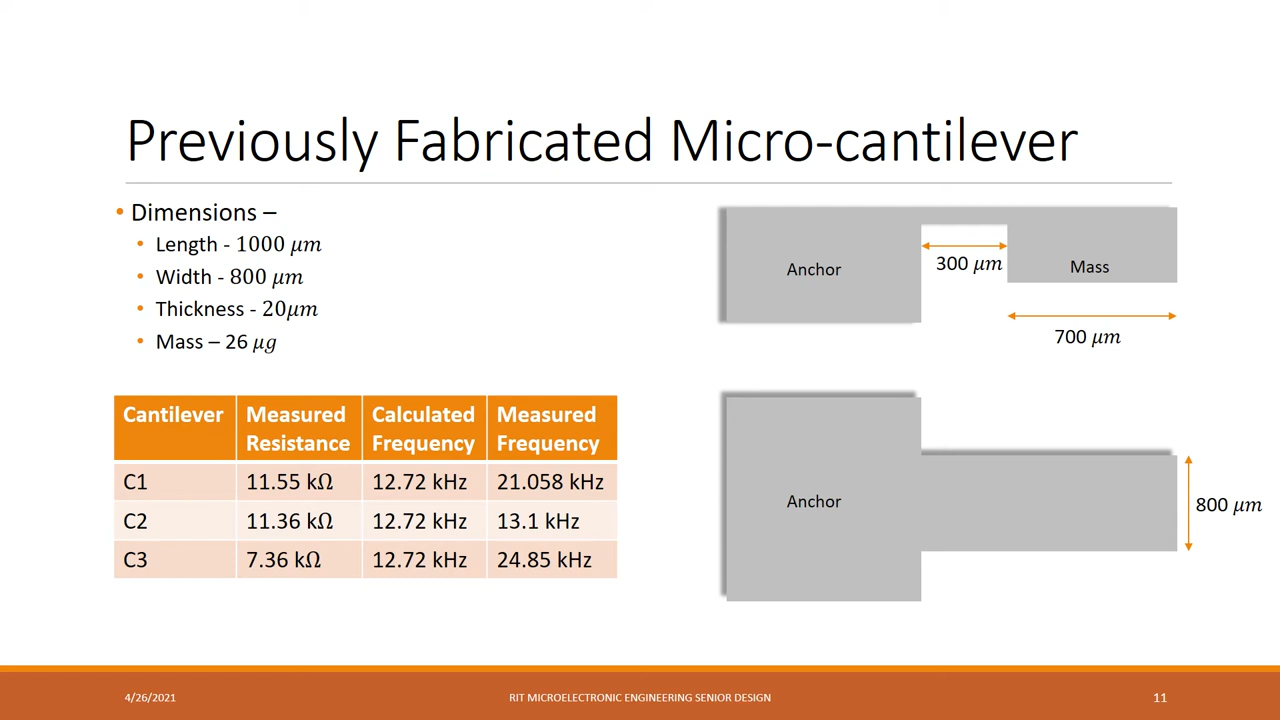 Previously Fabricated Micro-cantilever
• Dimensions –
• Length - 1000 μm
• Width - 800 μm
• Thickness - 20μm
• Mass – 26 μg
Cantilever Measured Resistance Calculated Frequency Measured Frequency
C1 11.55 kΩ 12.72 kHz 21.058 kHz
C2 11.36 kΩ 12.72 kHz 13.1 kHz
C3 7.36 kΩ 12.72 kHz 24.85 kHz
Anchor
300 μm
Mass
700 μm
Anchor
800 μm
4/26/2021
RIT MICROELECTRONIC ENGINEERING SENIOR DESIGN
11